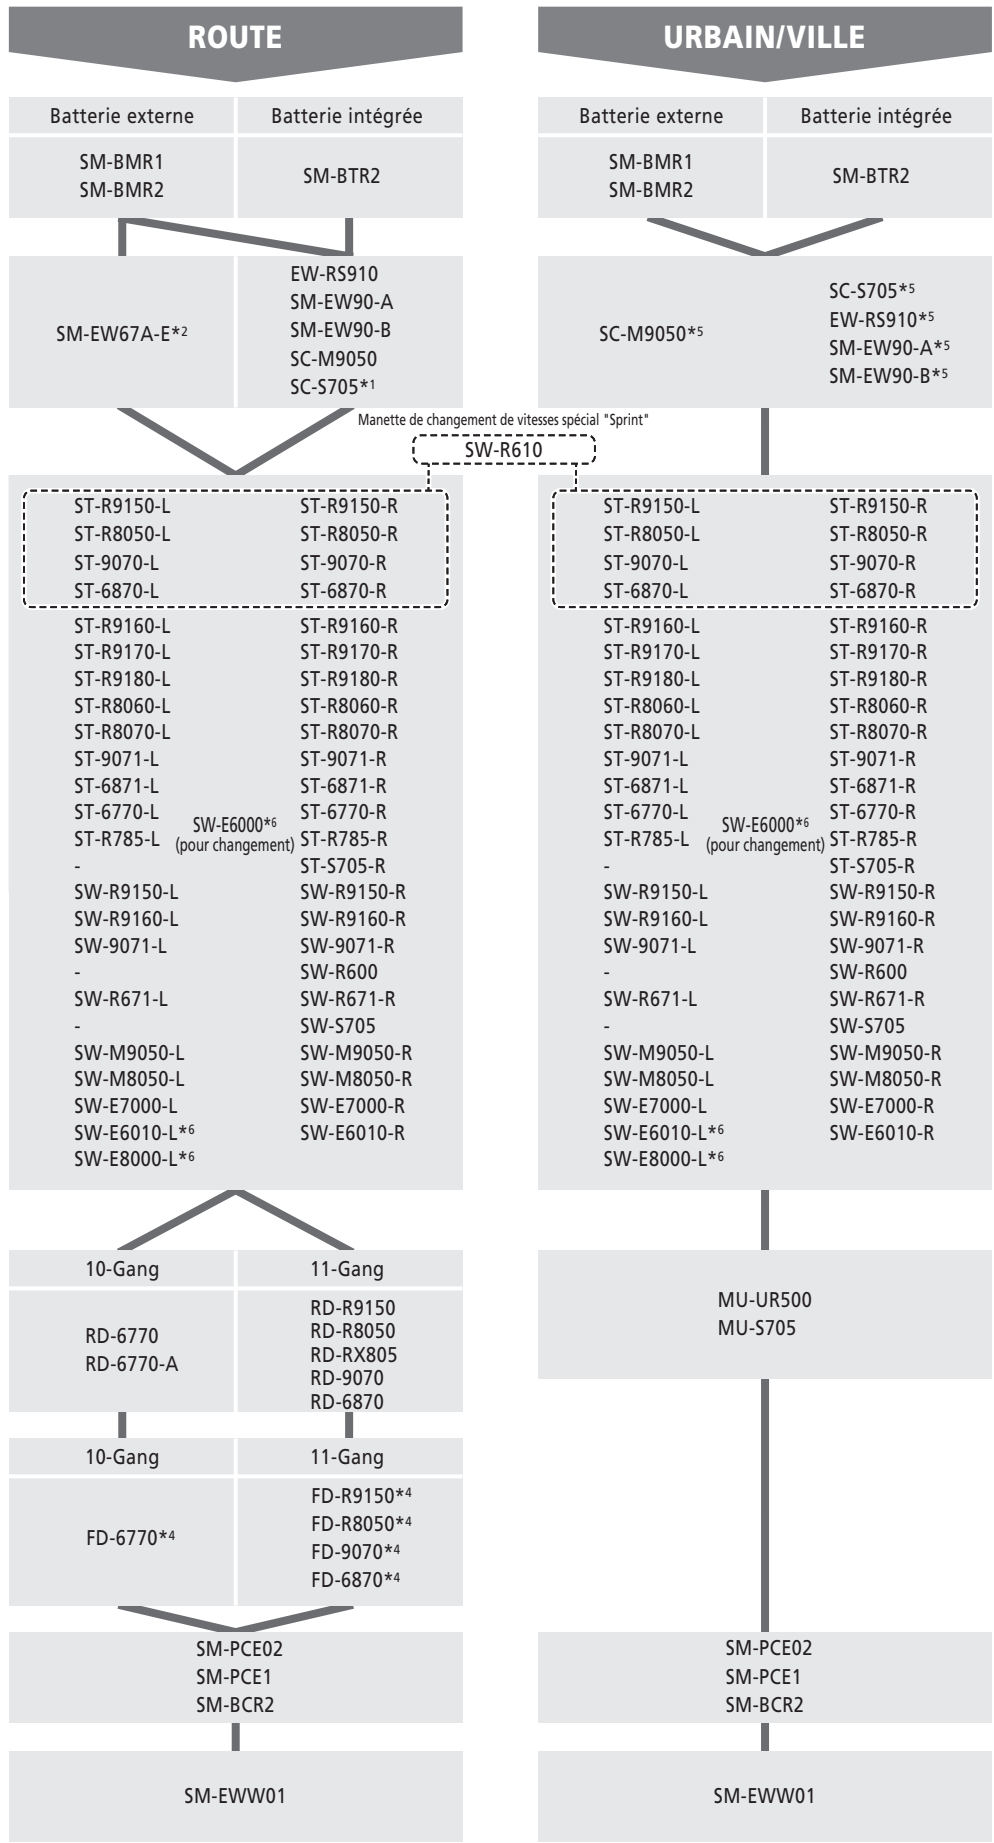 ROUTE
Batterie externe
Batterie intégrée
SM-BMR1
SM-BMR2
SM-BTR2
SM-EW67A-E*2
EW-RS910
SM-EW90-A
SM-EW90-B
SC-M9050
SC-S705*1
Manette de changement de vitesses spécial "Sprint"
SW-R610
ST-R9150-L ST-R9150-R
ST-R8050-L ST-R8050-R
ST-9070-L ST-9070-R
ST-6870-L ST-6870-R
ST-R9160-L ST-R9160-R
ST-R9170-L ST-R9170-R
ST-R9180-L ST-R9180-R
ST-R8060-L ST-R8060-R
ST-R8070-L ST-R8070-R
ST-9071-L ST-9071-R
ST-6871-L ST-6871-R
ST-6770-L ST-6770-R
SW-E6000*6
(pour changement)
ST-R785-L ST-R785-R
- ST-S705-R
SW-R9150-L SW-R9150-R
SW-R9160-L SW-R9160-R
SW-9071-L SW-9071-R
- SW-R600
SW-R671-L SW-R671-R
- SW-S705
SW-M9050-L SW-M9050-R
SW-M8050-L SW-M8050-R
SW-E7000-L SW-E7000-R
SW-E6010-L*6 SW-E6010-R
SW-E8000-L*6
10-Gang
11-Gang
RD-6770
RD-6770-A
RD-R9150
RD-R8050
RD-RX805
RD-9070
RD-6870
10-Gang
11-Gang
FD-6770*4
FD-R9150*4
FD-R8050*4
FD-9070*4
FD-6870*4
SM-PCE02
SM-PCE1
SM-BCR2
SM-EWW01
URBAIN/VILLE
Batterie externe
Batterie intégrée
SM-BMR1
SM-BMR2
SM-BTR2
SC-M9050*5
SC-S705*5
EW-RS910*5
SM-EW90-A*5
SM-EW90-B*5
ST-R9150-L ST-R9150-R
ST-R8050-L ST-R8050-R
ST-9070-L ST-9070-R
ST-6870-L ST-6870-R
ST-R9160-L ST-R9160-R
ST-R9170-L ST-R9170-R
ST-R9180-L ST-R9180-R
ST-R8060-L ST-R8060-R
ST-R8070-L ST-R8070-R
ST-9071-L ST-9071-R
ST-6871-L ST-6871-R
ST-6770-L ST-6770-R
SW-E6000*6
(pour changement)
ST-R785-L ST-R785-R
- ST-S705-R
SW-R9150-L SW-R9150-R
SW-R9160-L SW-R9160-R
SW-9071-L SW-9071-R
- SW-R600
SW-R671-L SW-R671-R
- SW-S705
SW-M9050-L SW-M9050-R
SW-M8050-L SW-M8050-R
SW-E7000-L SW-E7000-R
SW-E6010-L*6 SW-E6010-R
SW-E8000-L*6
MU-UR500
MU-S705
SM-PCE02
SM-PCE1
SM-BCR2
SM-EWW01